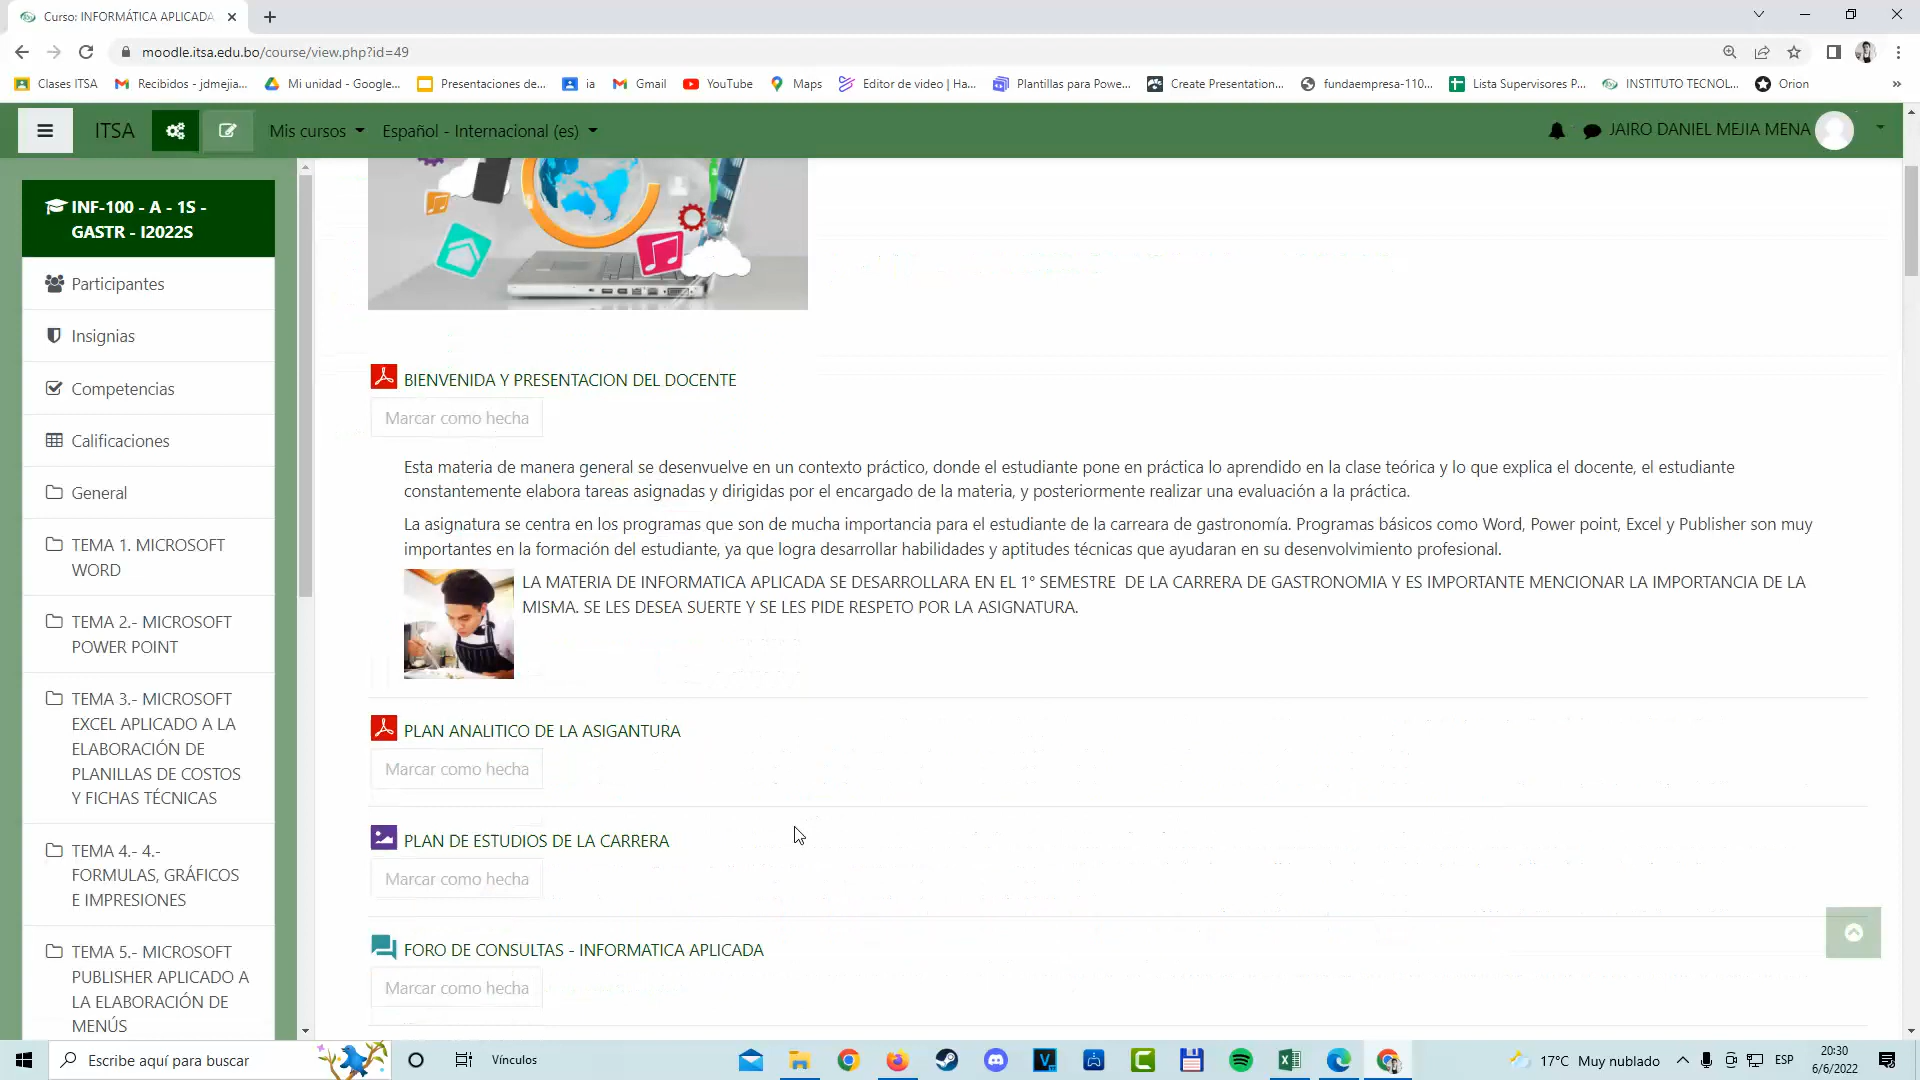 Curso: INFORMÁTICA APLICADA
moodle.itsa.edu.bo/course/view.php?id=49
Clases ITSA
Recibidos - jdmejia...
Mi unidad - Google...
Presentaciones de...
ia
Gmail
YouTube
Maps
Editor de video | Ha...
Plantillas para Powe...
Create Presentation...
fundaempresa-110...
Lista Supervisores P...
INSTITUTO TECNOL...
Orion
»
ITSA
Mis cursos
Español - Internacional (es)
JAIRO DANIEL MEJIA MENA
INF-100 - A - 1S -
GASTR - I2022S
Participantes
Insignias
Competencias
Calificaciones
General
TEMA 1. MICROSOFT
WORD
TEMA 2.- MICROSOFT
POWER POINT
TEMA 3.- MICROSOFT
EXCEL APLICADO A LA
ELABORACIÓN DE
PLANILLAS DE COSTOS
Y FICHAS TÉCNICAS
TEMA 4.- 4.-
FORMULAS, GRÁFICOS
E IMPRESIONES
TEMA 5.- MICROSOFT
PUBLISHER APLICADO A
LA ELABORACIÓN DE
MENÚS
BIENVENIDA Y PRESENTACION DEL DOCENTE
Marcar como hecha
Esta materia de manera general se desenvuelve en un contexto práctico, donde el estudiante pone en práctica lo aprendido en la clase teórica y lo que explica el docente, el estudiante
constantemente elabora tareas asignadas y dirigidas por el encargado de la materia, y posteriormente realizar una evaluación a la práctica.
La asignatura se centra en los programas que son de mucha importancia para el estudiante de la carreara de gastronomía. Programas básicos como Word, Power point, Excel y Publisher son muy
importantes en la formación del estudiante, ya que logra desarrollar habilidades y aptitudes técnicas que ayudaran en su desenvolvimiento profesional.
LA MATERIA DE INFORMATICA APLICADA SE DESARROLLARA EN EL 1° SEMESTRE DE LA CARRERA DE GASTRONOMIA Y ES IMPORTANTE MENCIONAR LA IMPORTANCIA DE LA
MISMA. SE LES DESEA SUERTE Y SE LES PIDE RESPETO POR LA ASIGNATURA.
PLAN ANALITICO DE LA ASIGANTURA
Marcar como hecha
PLAN DE ESTUDIOS DE LA CARRERA
Marcar como hecha
FORO DE CONSULTAS - INFORMATICA APLICADA
Marcar como hecha
Escribe aquí para buscar
Vínculos
17°C Muy nublado
ESP
20:30
6/6/2022